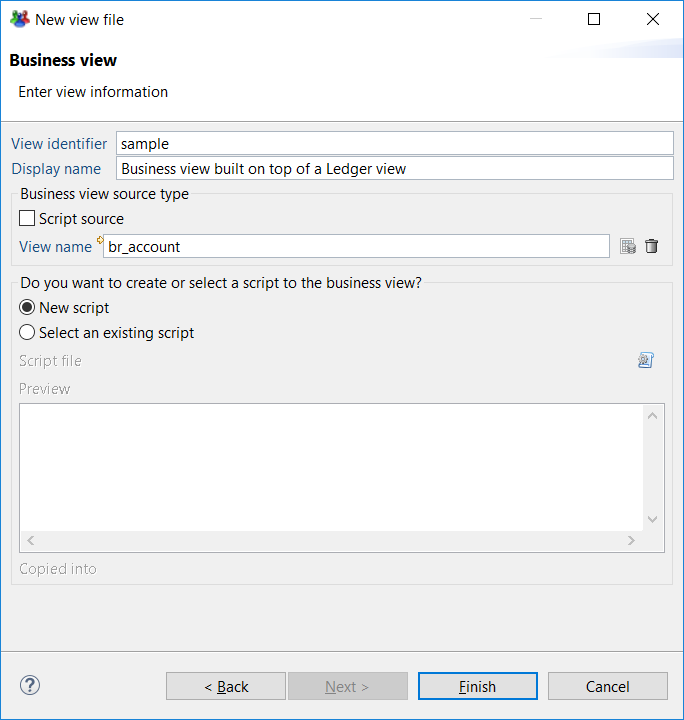 New view file
Business view
Enter view information
View identifier sample
Display name Business view built on top of a Ledger view
Business view source type
Script source
View name br_account
Do you want to create or select a script to the business view?
New script
Select an existing script
Script file
Preview
Copied into
? < Back Next > Finish Cancel